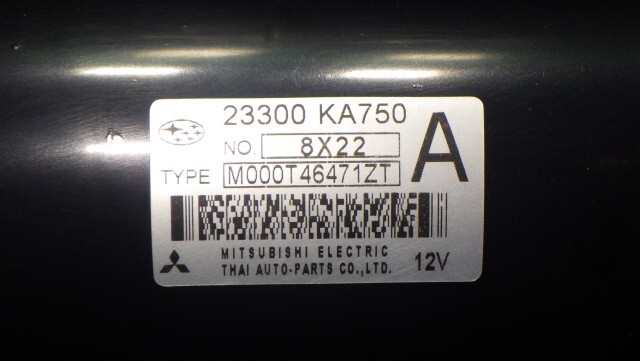 23300 KA750
NO. 8X22
A
TYPE M000T46471ZT
MITSUBISHI ELECTRIC
THAI AUTO-PARTS CO.,LTD.
12V